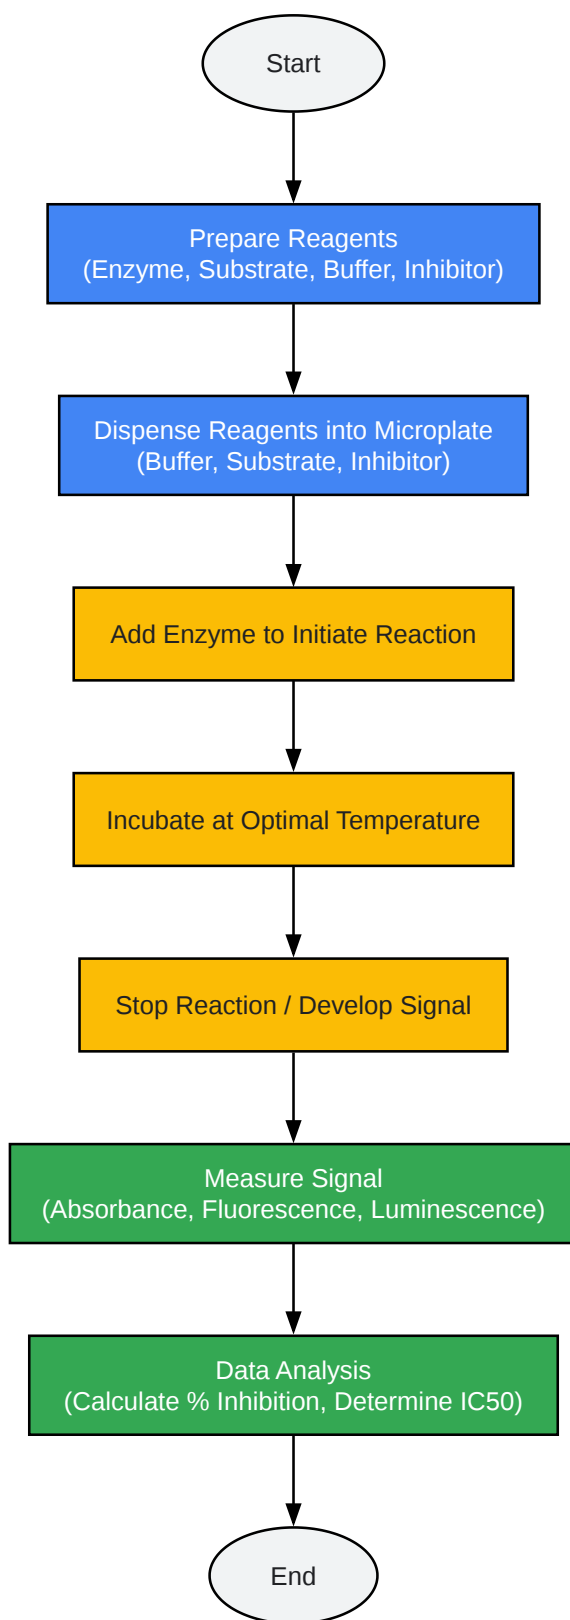 Start
Prepare Reagents
(Enzyme, Substrate, Buffer, Inhibitor)
Dispense Reagents into Microplate
(Buffer, Substrate, Inhibitor)
Add Enzyme to Initiate Reaction
Incubate at Optimal Temperature
Stop Reaction / Develop Signal
Measure Signal
(Absorbance, Fluorescence, Luminescence)
Data Analysis
(Calculate % Inhibition, Determine IC50)
End